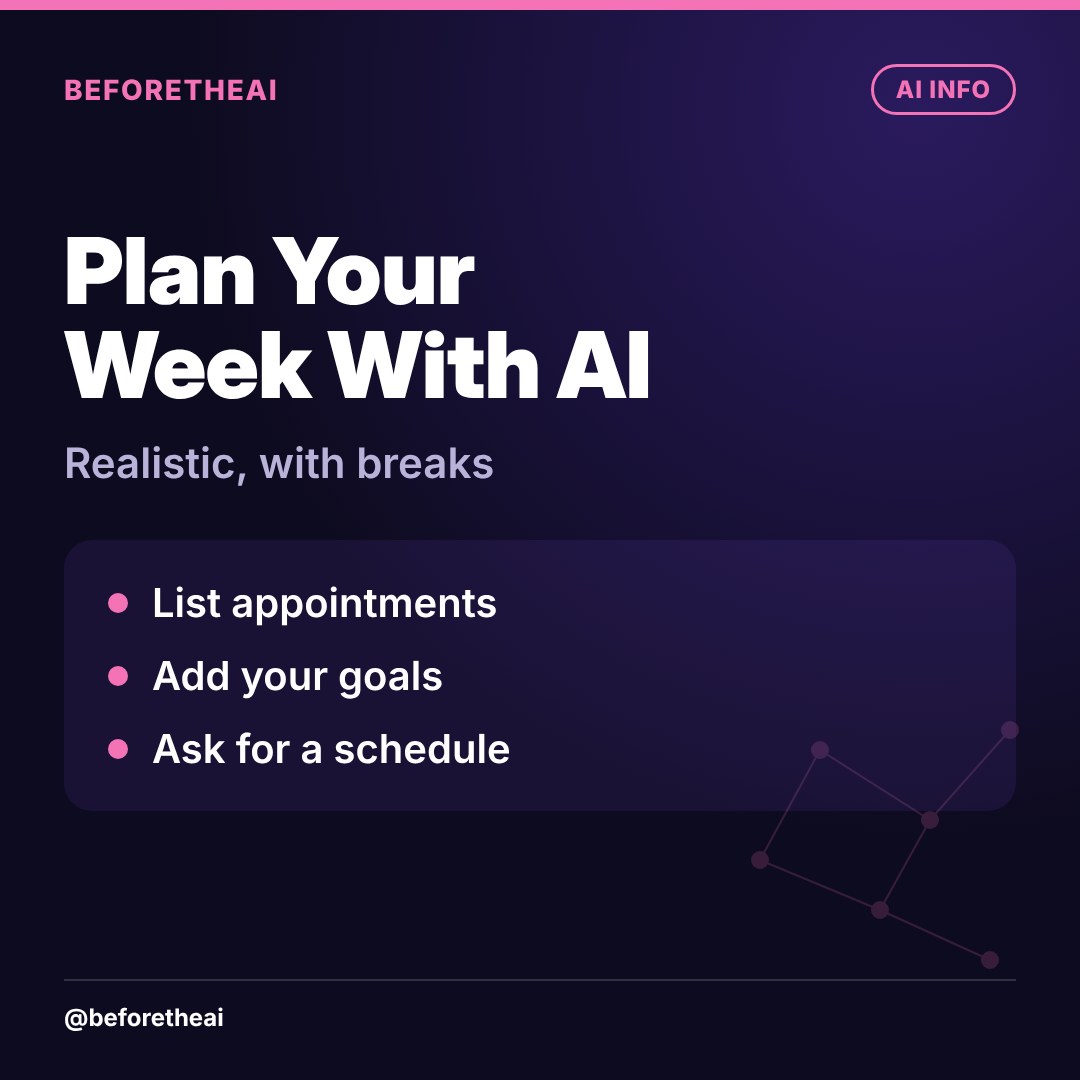 BEFORETHEAI
AI INFO
Plan Your
Week With AI
Realistic, with breaks
List appointments
Add your goals
Ask for a schedule
@beforetheai